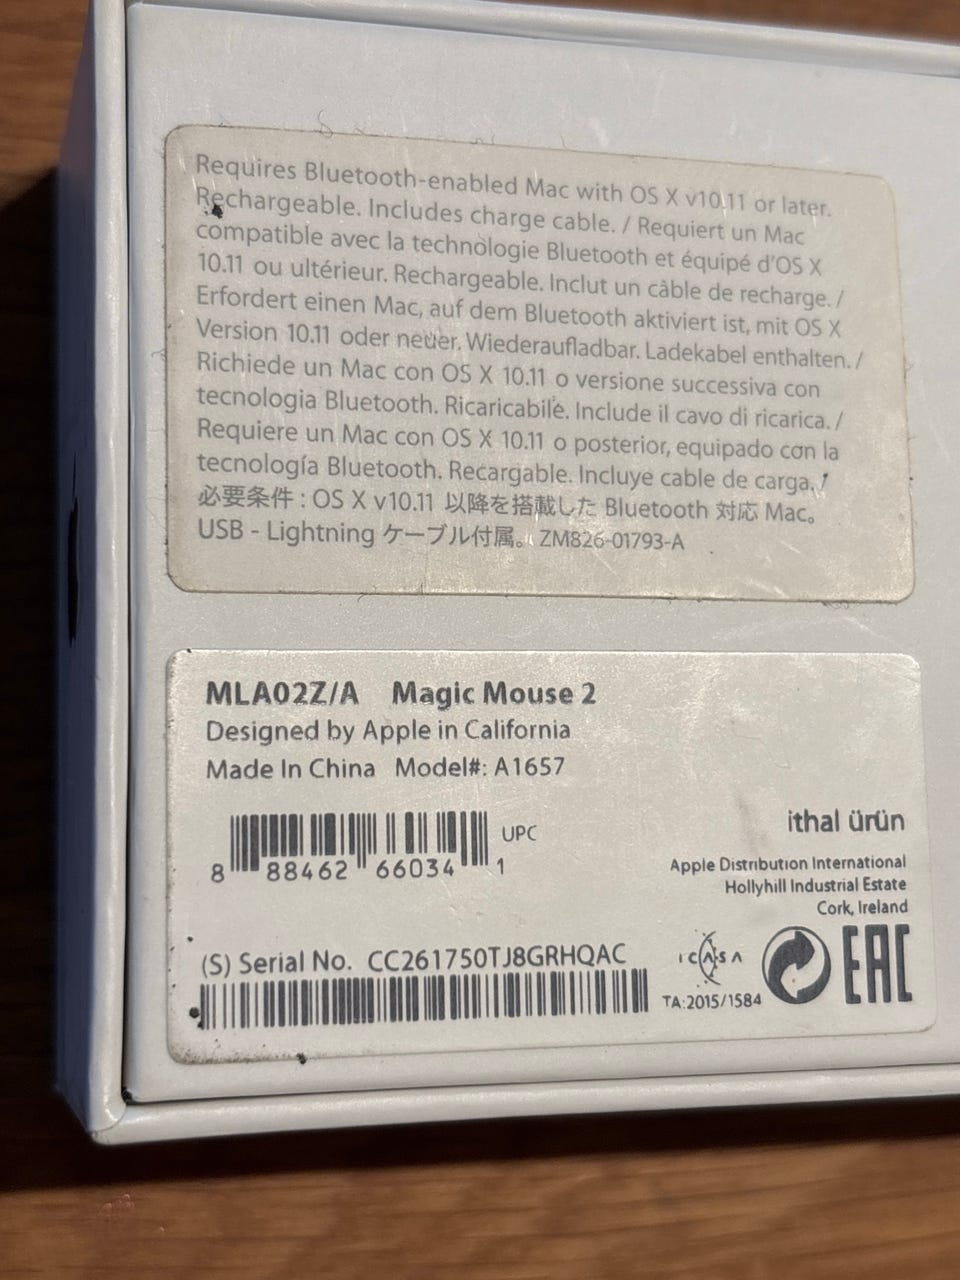 Requires Bluetooth-enabled Mac with OS X v10.11 or later.
Rechargeable. Includes charge cable. / Requiert un Mac
compatible avec la technologie Bluetooth et équipé d'OS X
10.11 ou ultérieur. Rechargeable. Inclut un câble de recharge. /
Erfordert einen Mac, auf dem Bluetooth aktiviert ist, mit OS X
Version 10.11 oder neuer. Wiederaufladbar. Ladekabel enthalten. /
Richiede un Mac con OS X 10.11 o versione successiva con
tecnologia Bluetooth. Ricaricabile. Include il cavo di ricarica. /
Requiere un Mac con OS X 10.11 o posterior, equipado con la
tecnología Bluetooth. Recargable. Incluye cable de carga. /
必要条件 : OS X v10.11 以降を搭載した Bluetooth 対応 Mac。
USB - Lightning ケーブル付属。 ZM826-01793-A
MLA02Z/A Magic Mouse 2
Designed by Apple in California
Made In China Model#: A1657
UPC
8 88462 66034 1
ithal ürün
Apple Distribution International
Hollyhill Industrial Estate
Cork, Ireland
(S) Serial No. CC261750TJ8GRHQAC
ICASA
TA:2015/1584
EAC